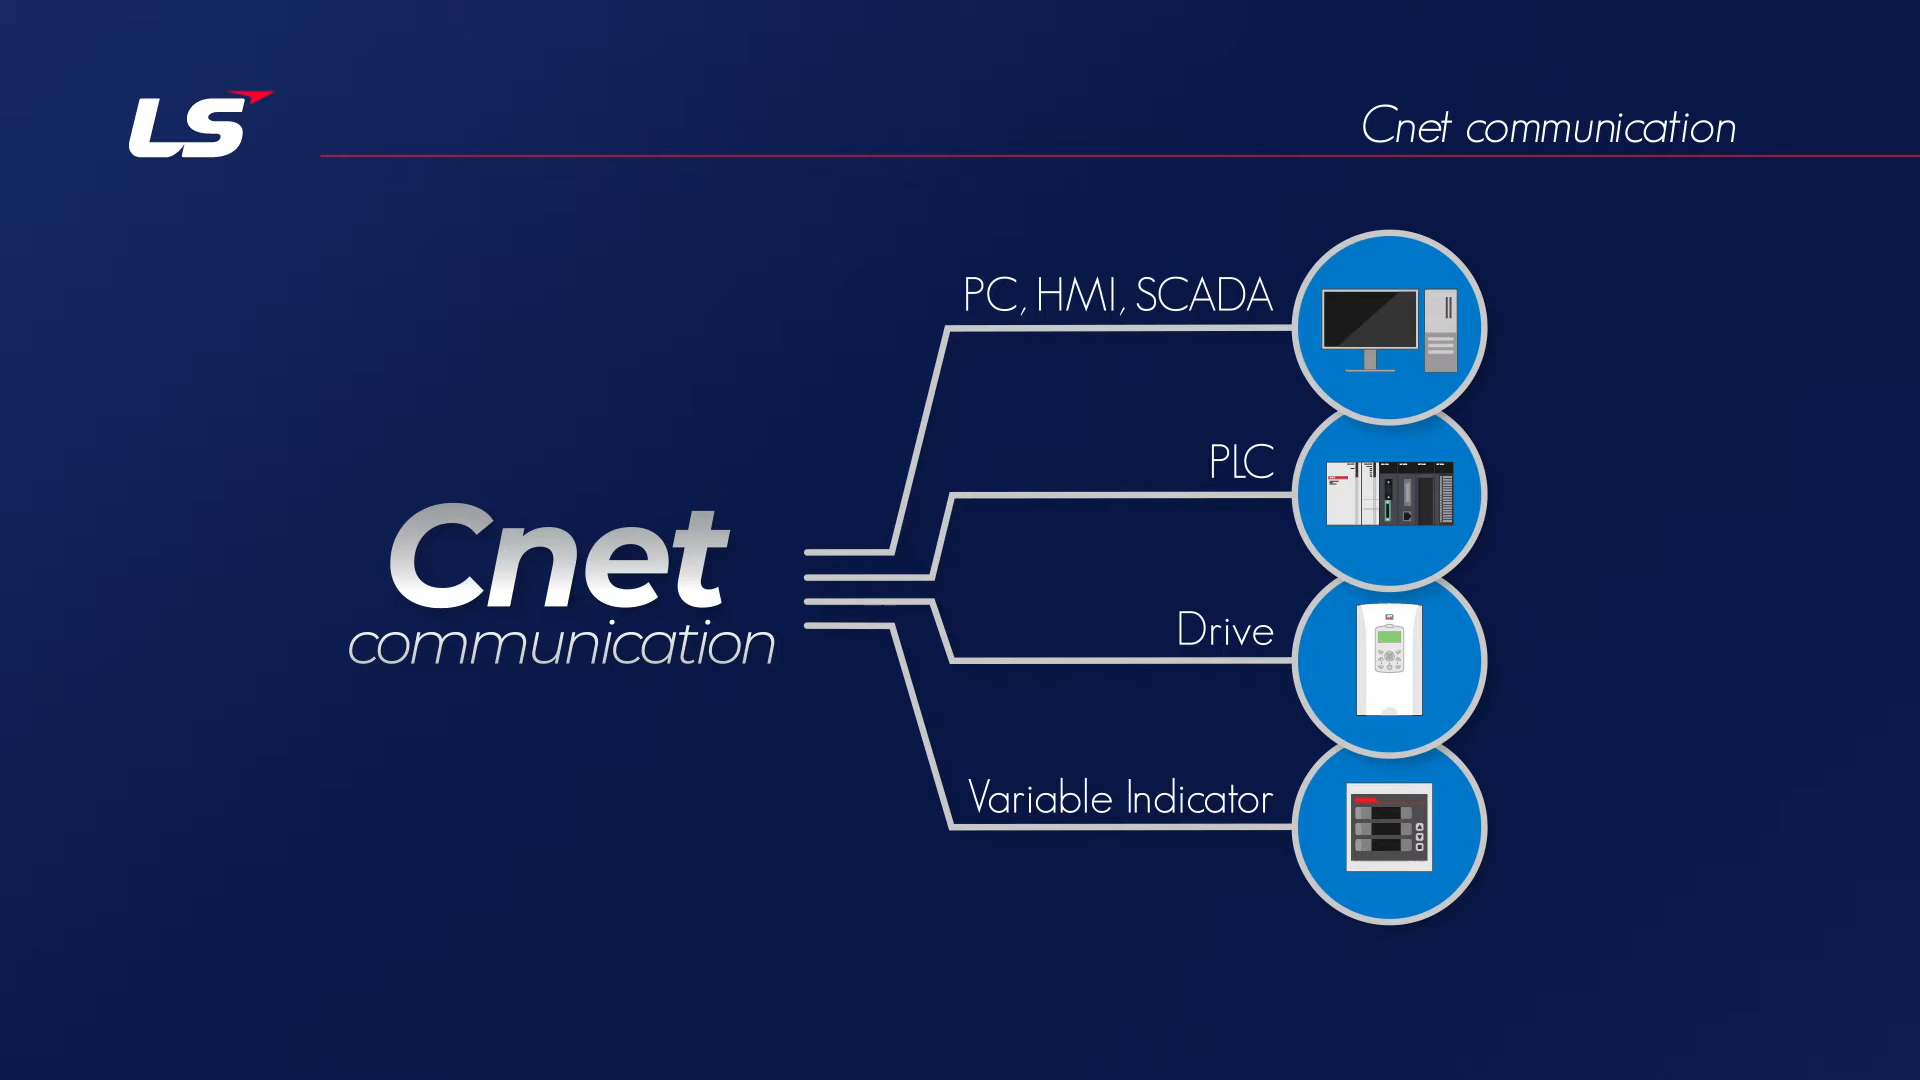 LS
Cnet communication
PC, HMI, SCADA
PLC
Cnet
communication
Drive
Variable Indicator